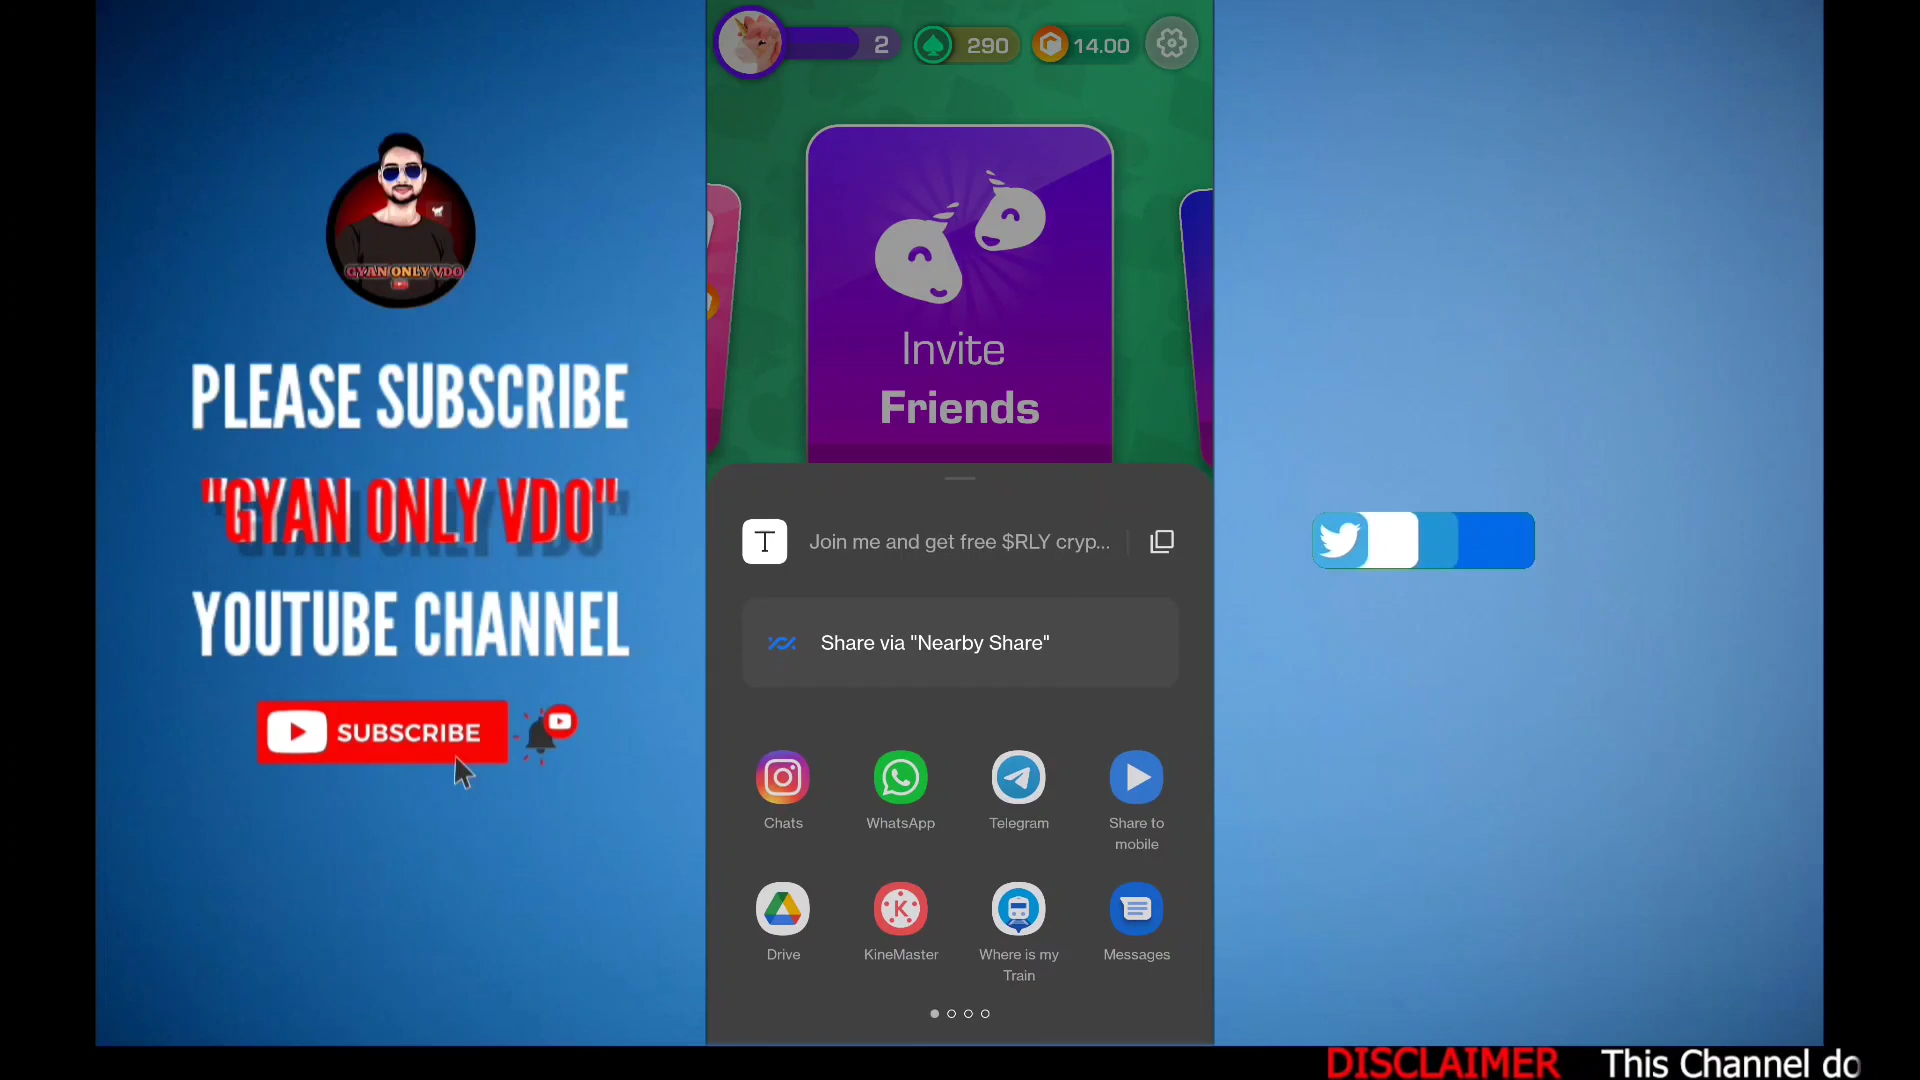 GYAN ONLY VDO
PLEASE SUBSCRIBE
"GYAN ONLY VDO"
YOUTUBE CHANNEL
SUBSCRIBE
2
290
14.00
Invite
Friends
T
Join me and get free $RLY cryp...
Share via "Nearby Share"
Chats
WhatsApp
Telegram
Share to
mobile
Drive
K
KineMaster
Where is my
Train
Messages
DISCLAIMER This Channel do